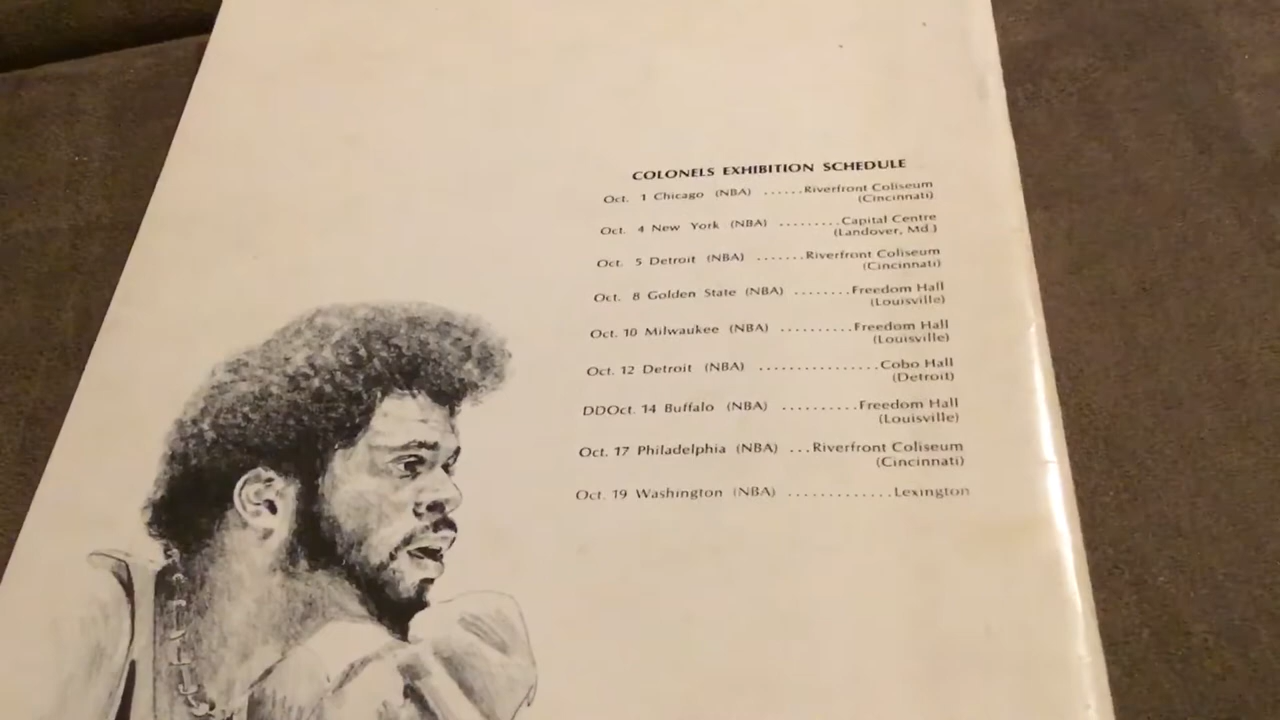 COLONELS EXHIBITION SCHEDULE
Oct. 1 Chicago (NBA) ......Riverfront Coliseum
(Cincinnati)
Oct. 4 New York (NBA) ........Capital Centre
(Landover, Md.)
Oct. 5 Detroit (NBA) .......Riverfront Coliseum
(Cincinnati)
Oct. 8 Golden State (NBA) ........Freedom Hall
(Louisville)
Oct. 10 Milwaukee (NBA) ..........Freedom Hall
(Louisville)
Oct. 12 Detroit (NBA) ................Cobo Hall
(Detroit)
DDOct. 14 Buffalo (NBA) ..........Freedom Hall
(Louisville)
Oct. 17 Philadelphia (NBA) ...Riverfront Coliseum
(Cincinnati)
Oct. 19 Washington (NBA) .............Lexington